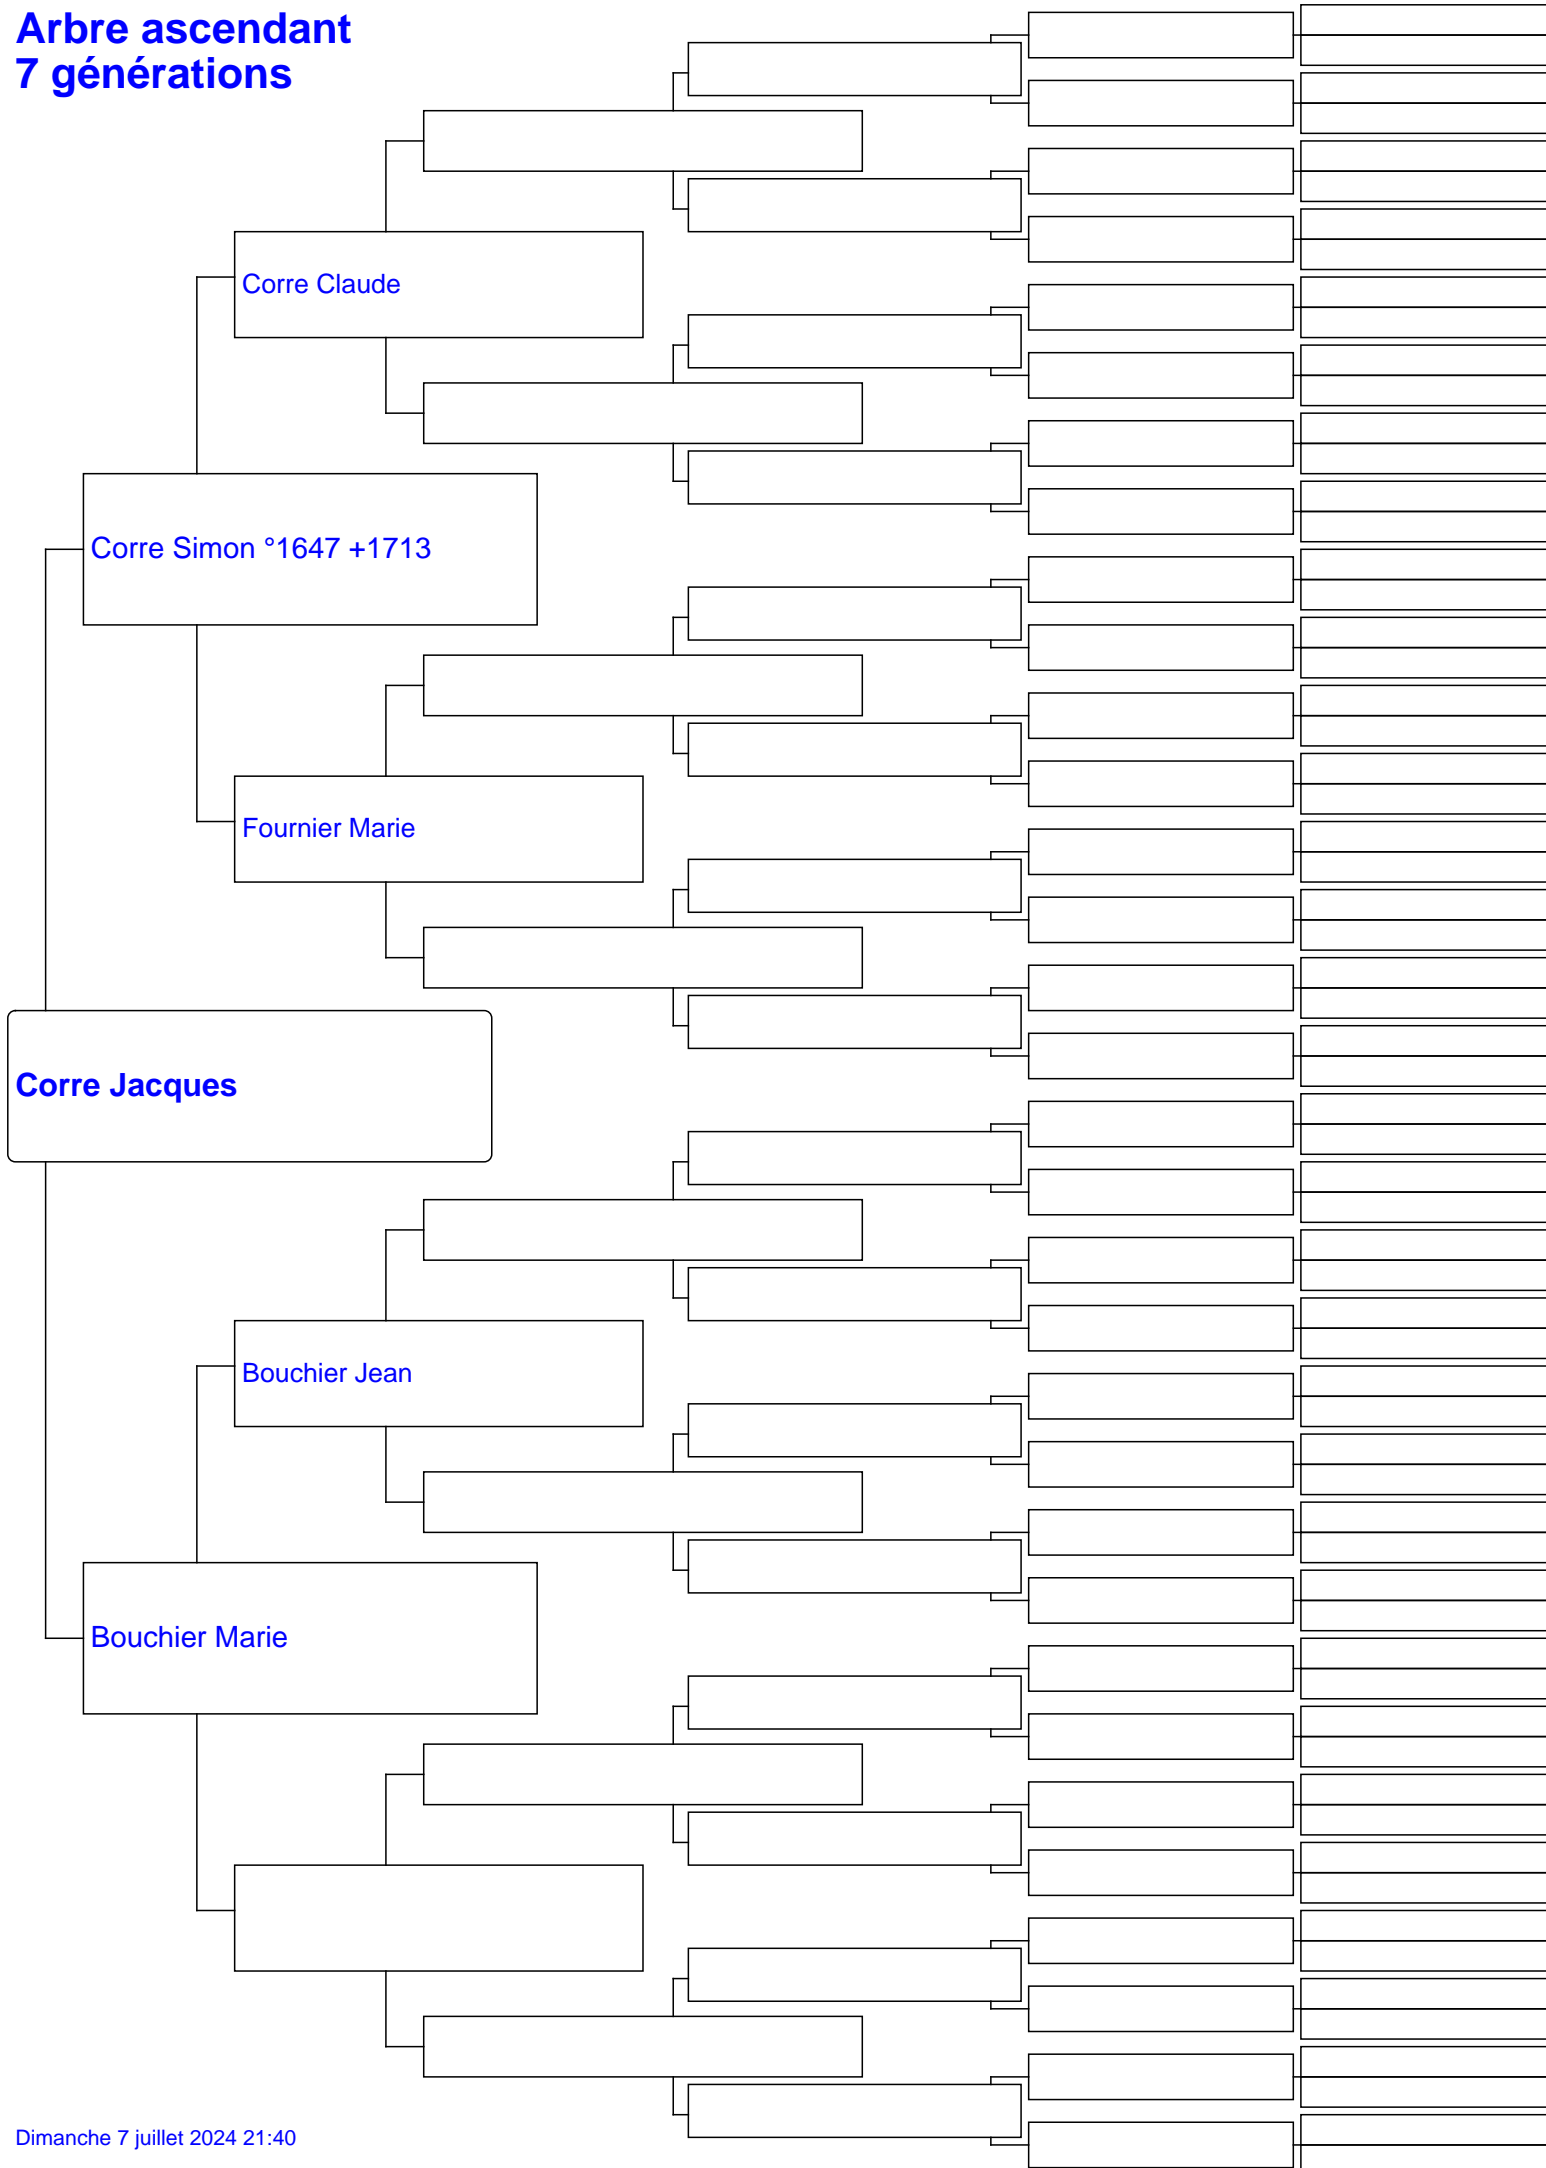 Arbre ascendant
7 générations
Corre Claude
Corre Simon °1647 +1713
Fournier Marie
Corre Jacques
Bouchier Jean
Bouchier Marie
Dimanche 7 juillet 2024 21:40